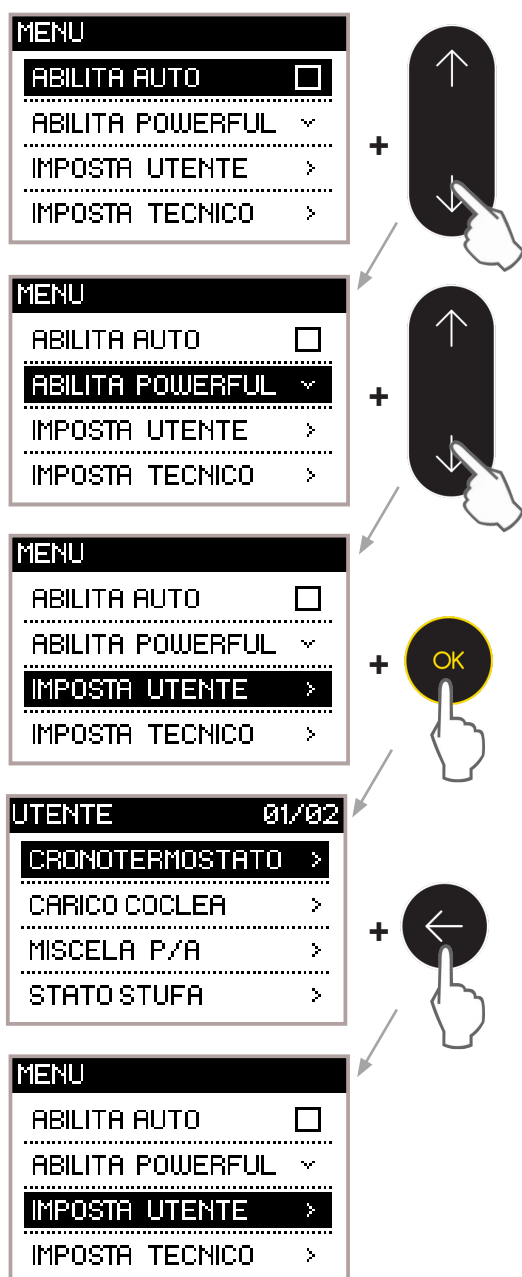 MENU
ABILITA AUTO
ABILITA POWERFUL
IMPOSTA UTENTE >
IMPOSTA TECNICO >
+
MENU
ABILITA AUTO
ABILITA POWERFUL
IMPOSTA UTENTE >
IMPOSTA TECNICO >
+
MENU
ABILITA AUTO
ABILITA POWERFUL
IMPOSTA UTENTE >
IMPOSTA TECNICO >
+ OK
UTENTE 01/02
CRONOTERMOSTATO >
CARICO COCLEA >
MISCELA P/A >
STATO STUFA >
+
MENU
ABILITA AUTO
ABILITA POWERFUL
IMPOSTA UTENTE >
IMPOSTA TECNICO >